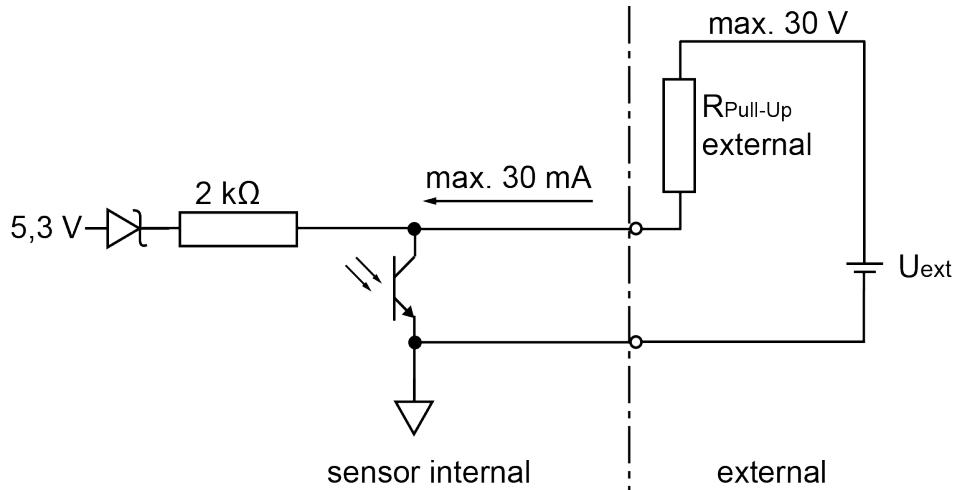 max. 30 V
RPull-Up
external
max. 30 mA
2 kΩ
5,3 V
Uext
sensor internal
external